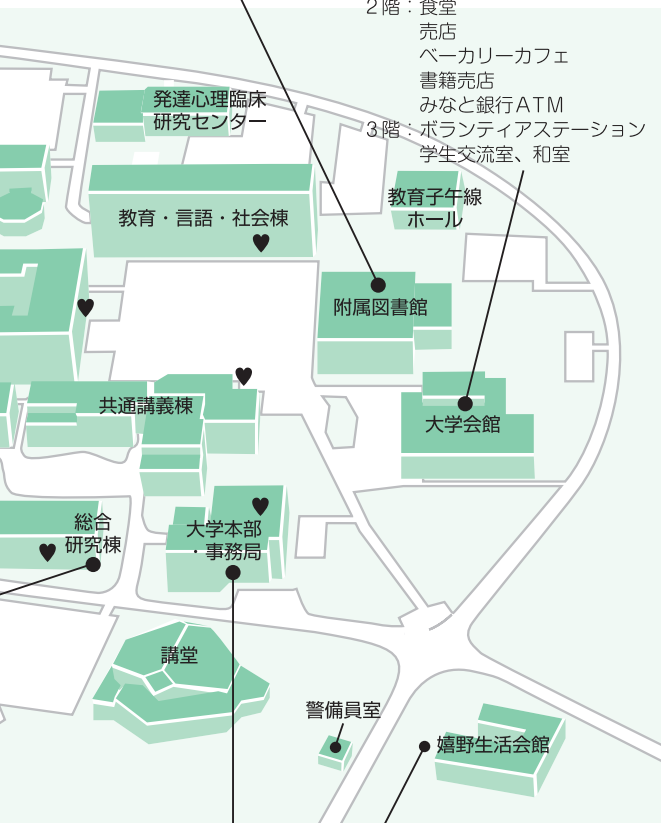 ２階：食堂
売店
ベーカリーカフェ
書籍売店
みなと銀行ATM
３階：ボランティアステーション
学生交流室、和室
発達心理臨床
研究センター
教育・言語・社会棟
教育子午線
ホール
附属図書館
共通講義棟
大学会館
総合
研究棟
大学本部
・事務局
講堂
警備員室
嬉野生活会館